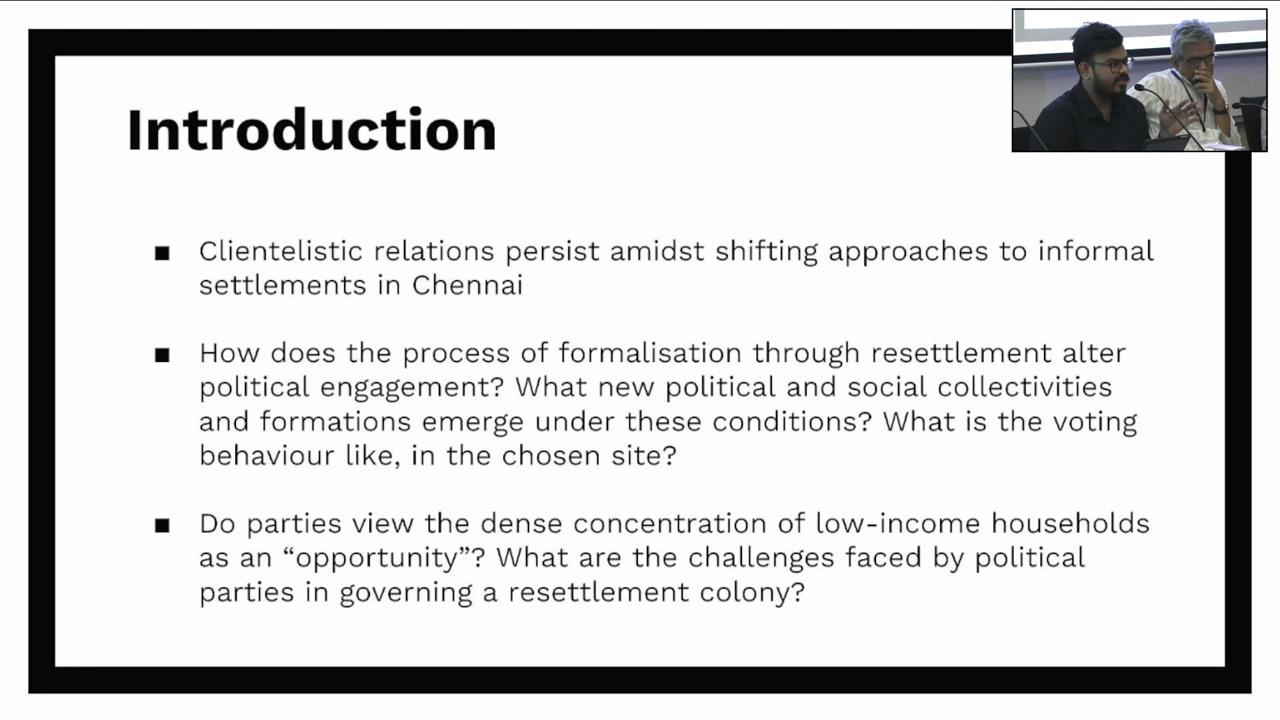 Introduction
■ Clientelistic relations persist amidst shifting approaches to informal
settlements in Chennai
■ How does the process of formalisation through resettlement alter
political engagement? What new political and social collectivities
and formations emerge under these conditions? What is the voting
behaviour like, in the chosen site?
■ Do parties view the dense concentration of low-income households
as an “opportunity”? What are the challenges faced by political
parties in governing a resettlement colony?